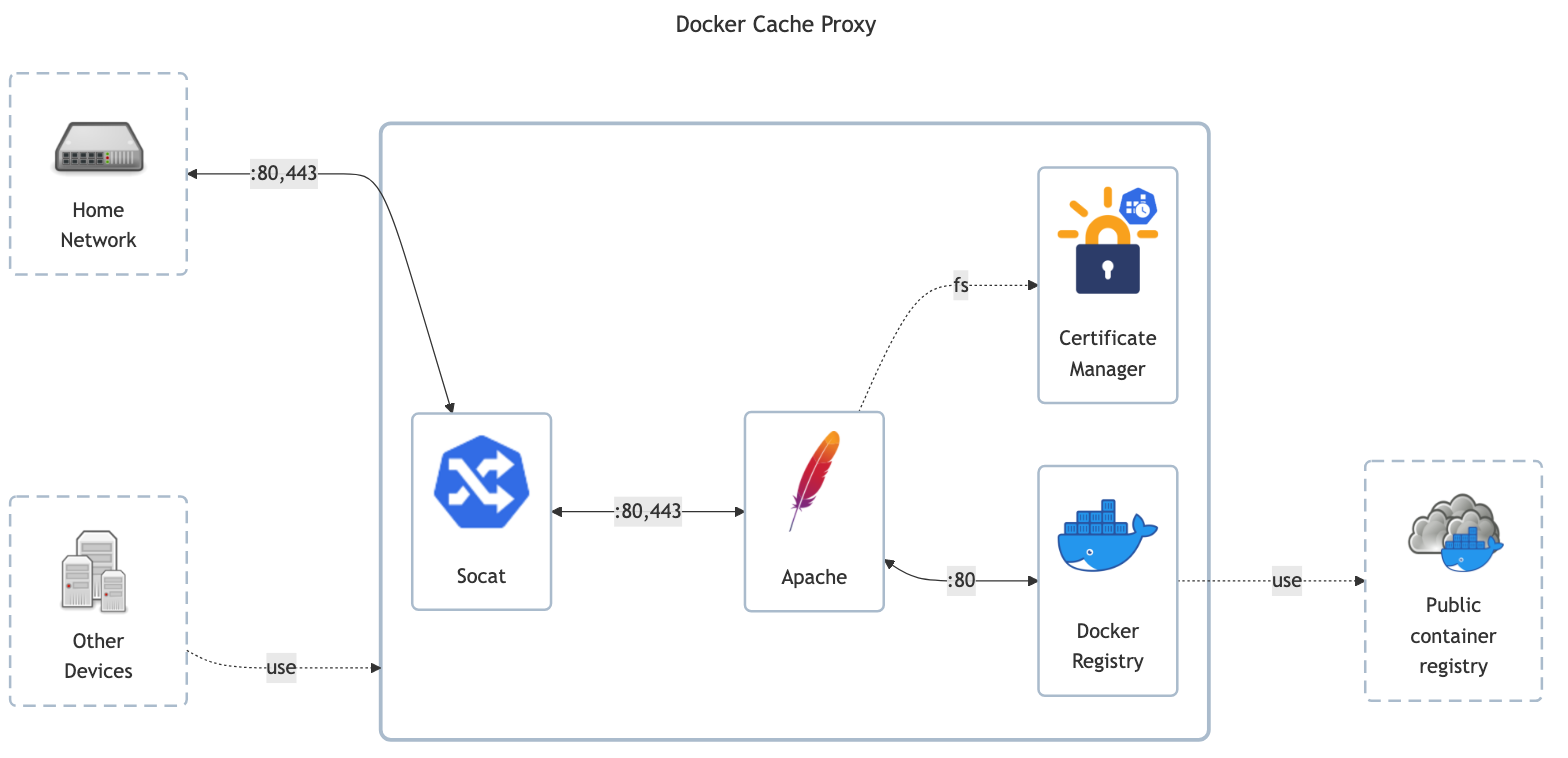 Docker Cache Proxy
Home
Network
:80,443
Certificate
Manager
fs
Socat
:80,443
Apache
:80
Docker
Registry
use
Public
container
registry
Other
Devices
use